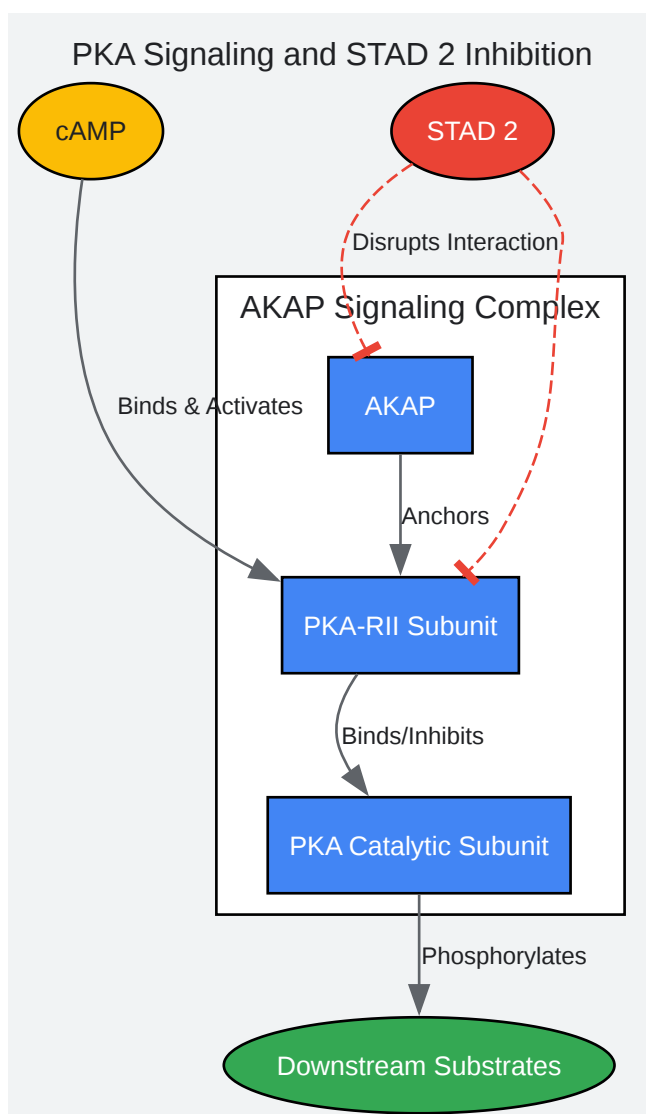 PKA Signaling and STAD 2 Inhibition
cAMP
STAD 2
Disrupts Interaction
AKAP Signaling Complex
Binds & Activates
AKAP
Anchors
PKA-RII Subunit
Binds/Inhibits
PKA Catalytic Subunit
Phosphorylates
Downstream Substrates